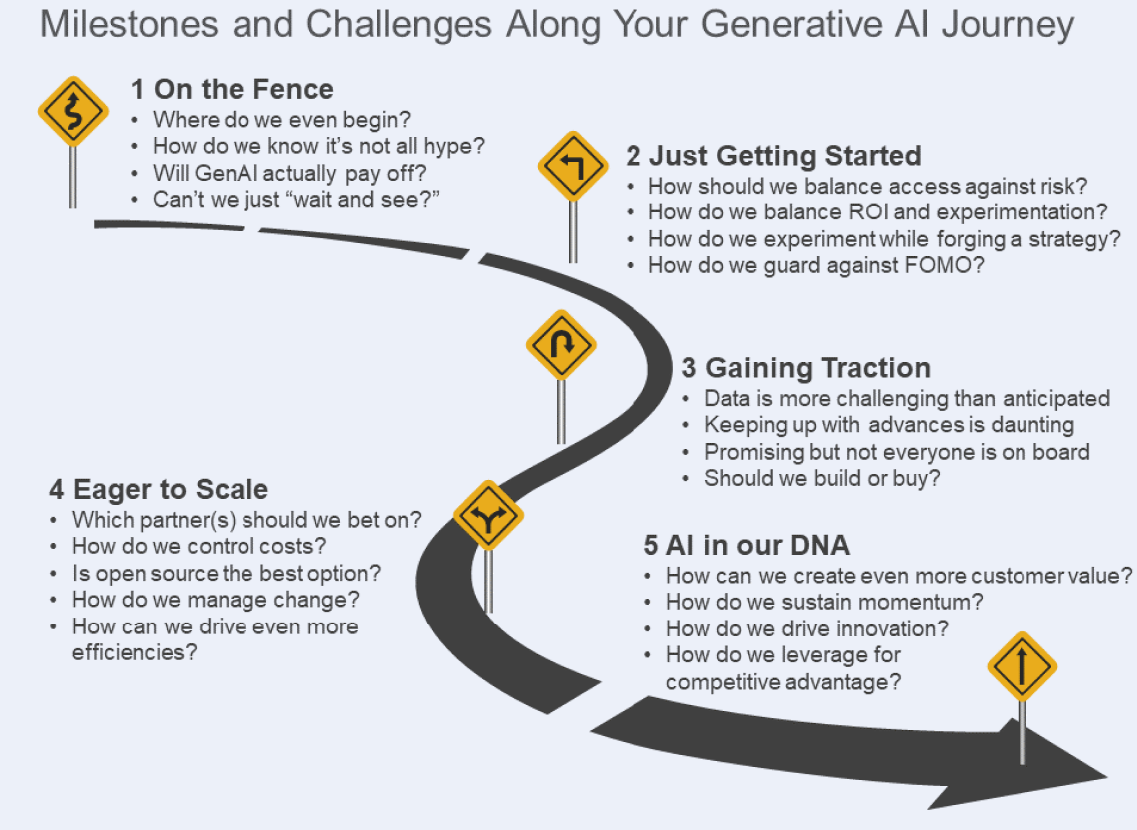 Milestones and Challenges Along Your Generative AI Journey
1 On the Fence
• Where do we even begin?
• How do we know it's not all hype?
• Will GenAI actually pay off?
• Can't we just “wait and see?”
2 Just Getting Started
• How should we balance access against risk?
• How do we balance ROI and experimentation?
• How do we experiment while forging a strategy?
• How do we guard against FOMO?
3 Gaining Traction
• Data is more challenging than anticipated
• Keeping up with advances is daunting
• Promising but not everyone is on board
• Should we build or buy?
4 Eager to Scale
• Which partner(s) should we bet on?
• How do we control costs?
• Is open source the best option?
• How do we manage change?
• How can we drive even more
efficiencies?
5 AI in our DNA
• How can we create even more customer value?
• How do we sustain momentum?
• How do we drive innovation?
• How do we leverage for
competitive advantage?